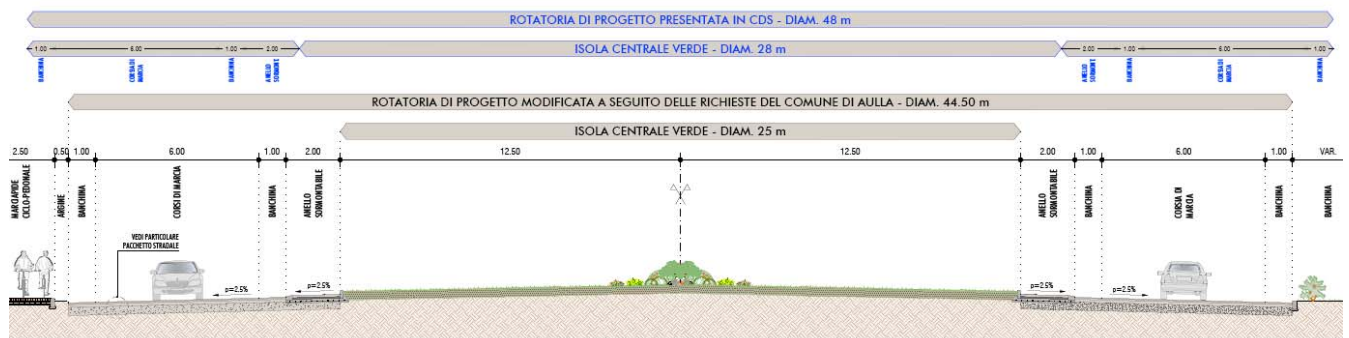 ROTATORIA DI PROGETTO PRESENTATA IN CDS - DIAM. 48 m
1.00 6.00 1.00 2.00 ISOLA CENTRALE VERDE - DIAM. 28 m 2.00 1.00 6.00 1.00
BANCHINA
CORSIA DI
MARCIA
BANCHINA
ANELLO
SORMONT.
ANELLO
SORMONT.
BANCHINA
CORSIA DI
MARCIA
BANCHINA
ROTATORIA DI PROGETTO MODIFICATA A SEGUITO DELLE RICHIESTE DEL COMUNE DI AULLA - DIAM. 44.50 m
ISOLA CENTRALE VERDE - DIAM. 25 m
2.50 0.50 1.00 6.00 1.00 2.00 12.50 12.50 2.00 1.00 6.00 1.00 VAR.
MARCIAPIDE
CICLO-PEDONALE
ARGINE
BANCHINA
CORSI DI MARCIA
BANCHINA
ANELLO
SORMONTABILE
ANELLO
SORMONTABILE
BANCHINA
CORSIA DI
MARCIA
BANCHINA
BANCHINA
VEDI PARTICOLARE
PACCHETTO STRADALE
p=2.5%
p=2.5%
p=2.5%
p=2.5%